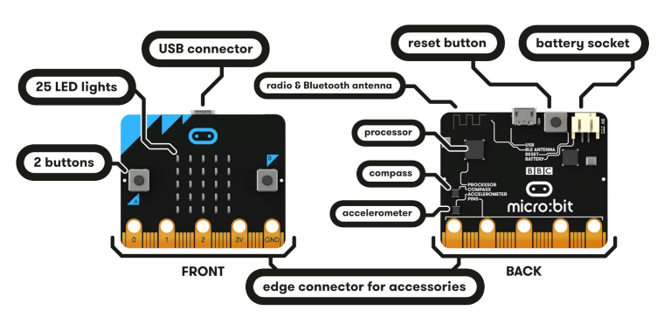 reset button
battery socket
USB connector
25 LED lights
radio & Bluetooth antenna
processor
2 buttons
compass
accelerometer
A
B
0
1
2
3V
GND
USB
BLE ANTENNA
RESET
BATTERY
BBC
PROCESSOR
COMPASS
ACCELEROMETER
PINS
micro:bit
FRONT
BACK
edge connector for accessories